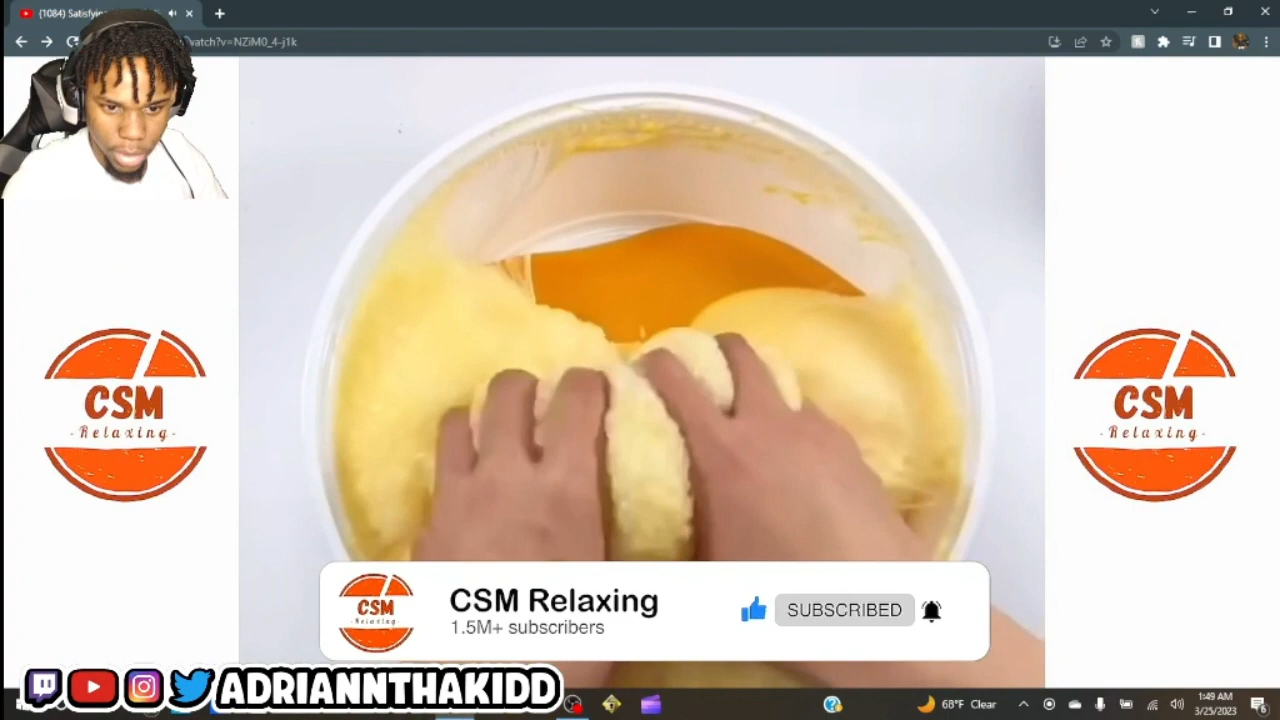 (1084) Satisfyin
watch?v=NZiM0_4-j1k
CSM
-Relaxing-
CSM
-Relaxing-
CSM
-Relaxing-
CSM Relaxing
1.5M+ subscribers
SUBSCRIBED
ADRIANNTHAKIDD
68°F Clear
1:49 AM
3/25/2023